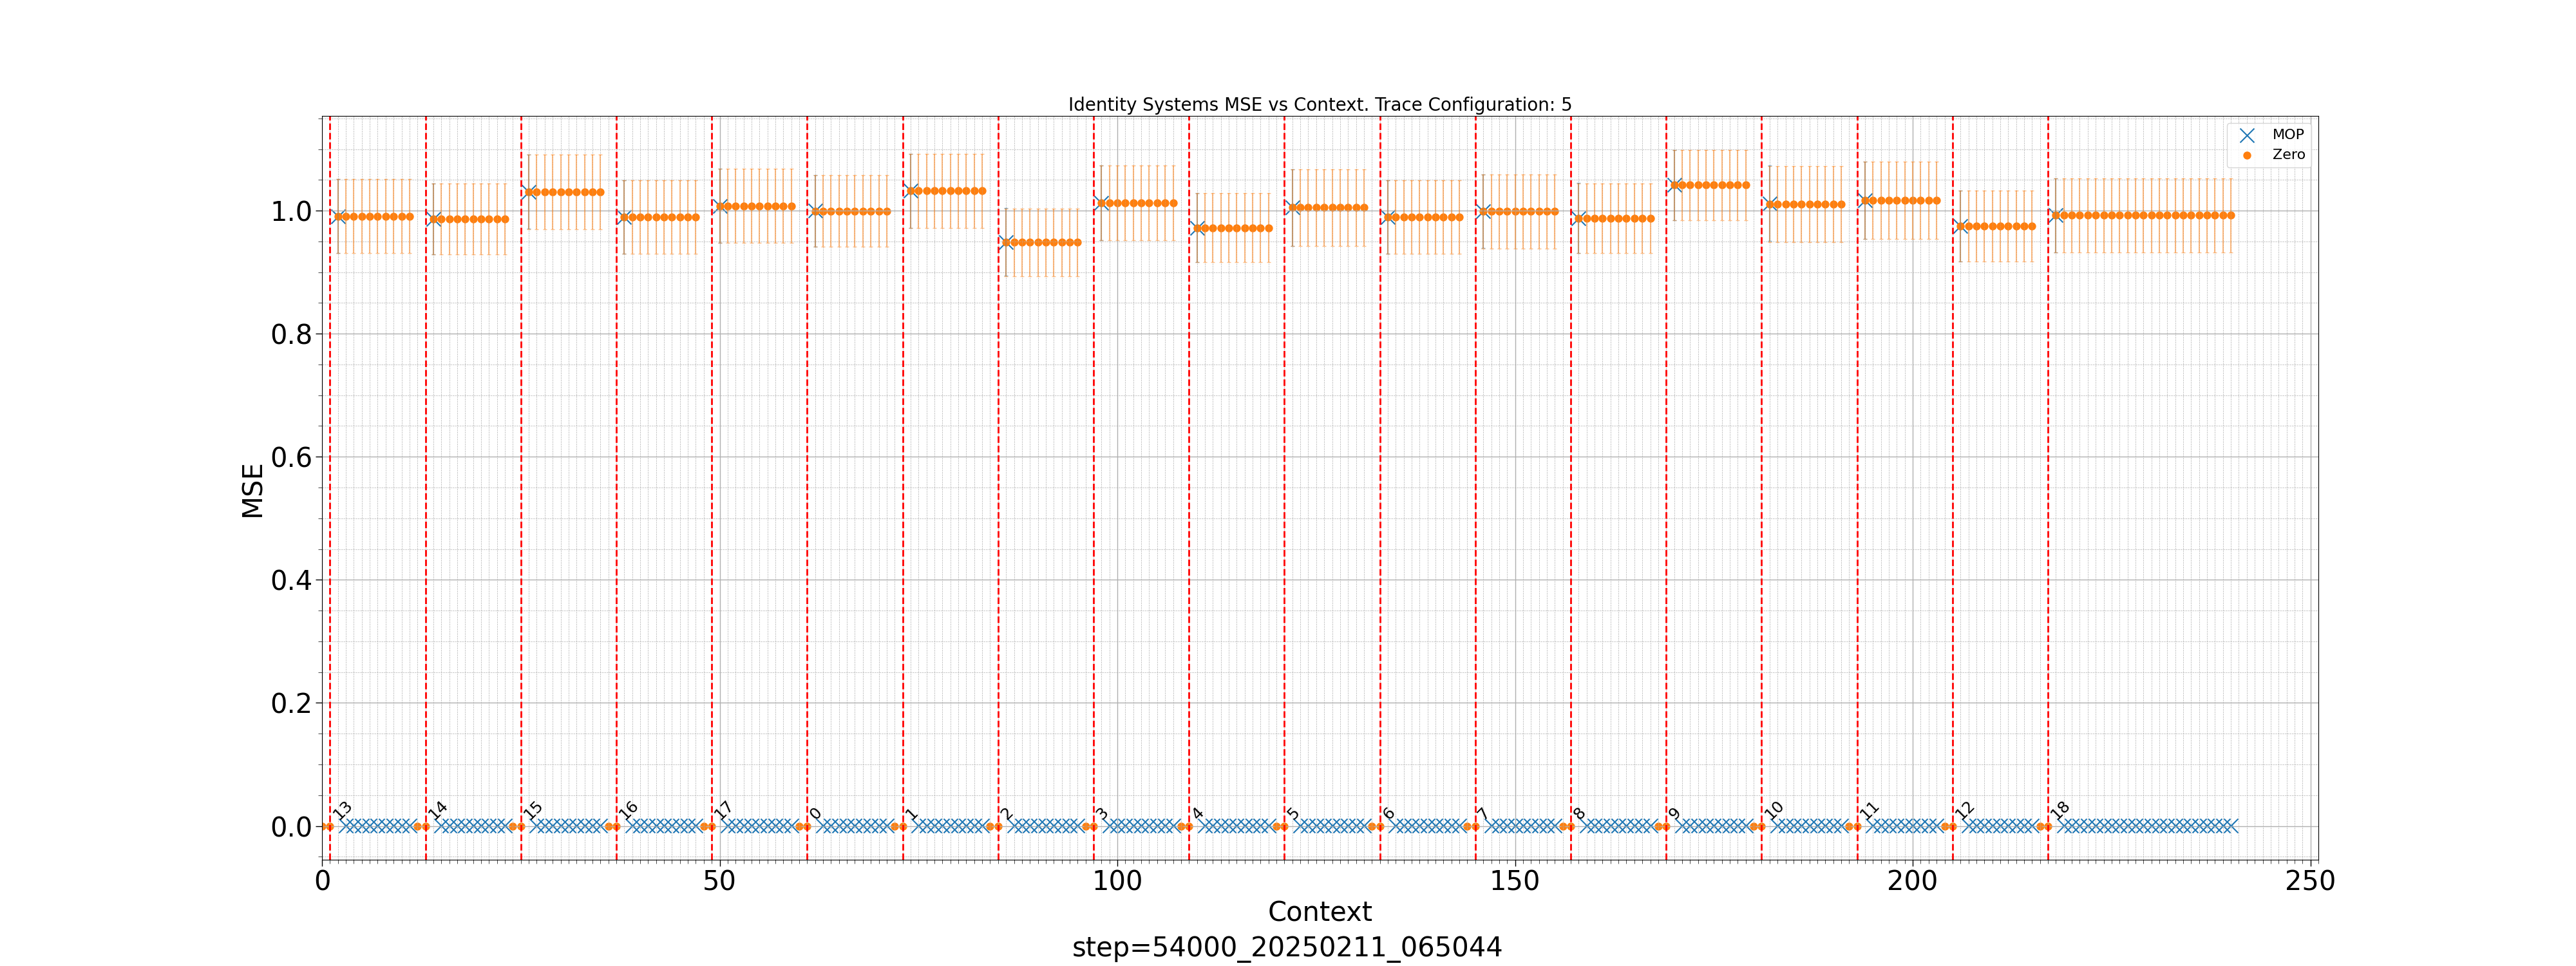 Identity Systems MSE vs Context. Trace Configuration: 5
MOP
Zero
1.0
0.8
0.6
0.4
0.2
0.0
MSE
13 14 15 16 17 0 1 2 3 4 5 6 7 8 9 10 11 12 18
0 50 100 150 200 250
Context
step=54000_20250211_065044